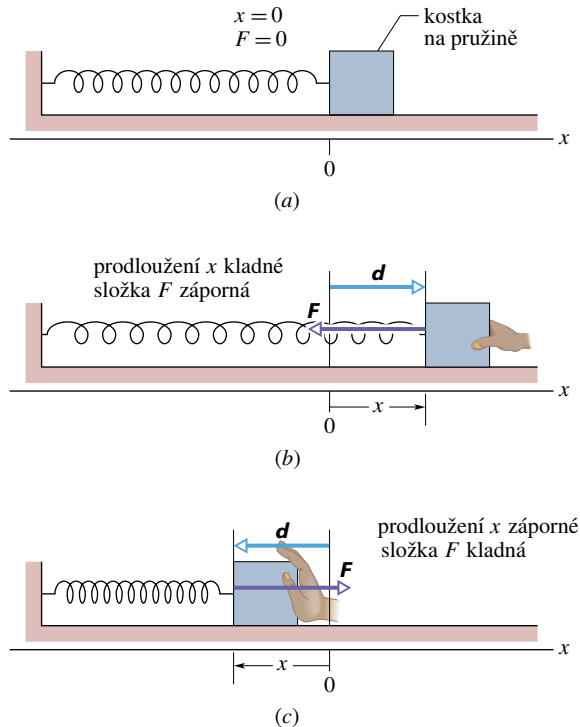 x = 0
F = 0
kostka
na pružině
x
0
(a)
prodloužení x kladné
složka F záporná
d
F
x
x
0
(b)
prodloužení x záporné
složka F kladná
d
F
x
x
0
(c)